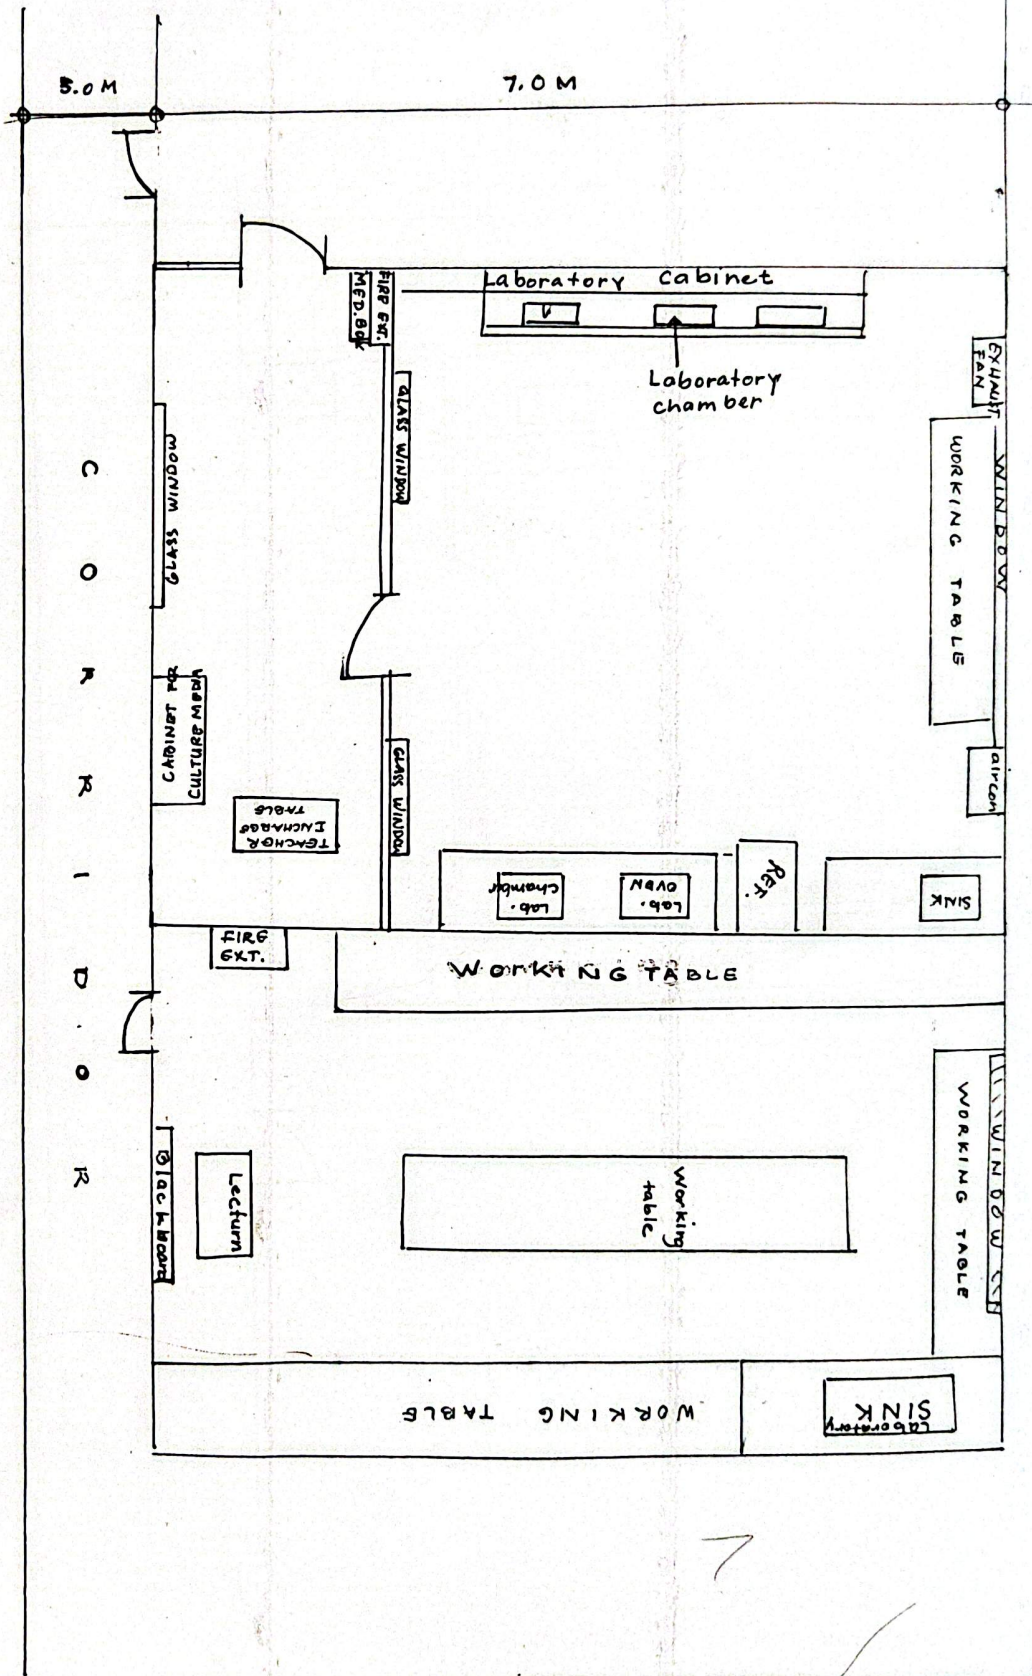 3.0 M
7.0 M
FIRE EXT.
MED. BOX
Laboratory Cabinet
Laboratory
chamber
EXHAUST
FAN
GLASS WINDOW
GLASS WINDOW
WINDOW
WORKING TABLE
CORRIDOR
CABINET FOR
CULTURE MEDIA
TEACHER
INCHARGE
TABLE
GLASS WINDOW
aircon
Lab.
Chamber
Lab.
OVEN
REF.
SINK
FIRE
EXT.
WORKING TABLE
Blackboard
Lecturn
Working
table
WORKING TABLE
WINDOW
WORKING TABLE
Laboratory
SINK